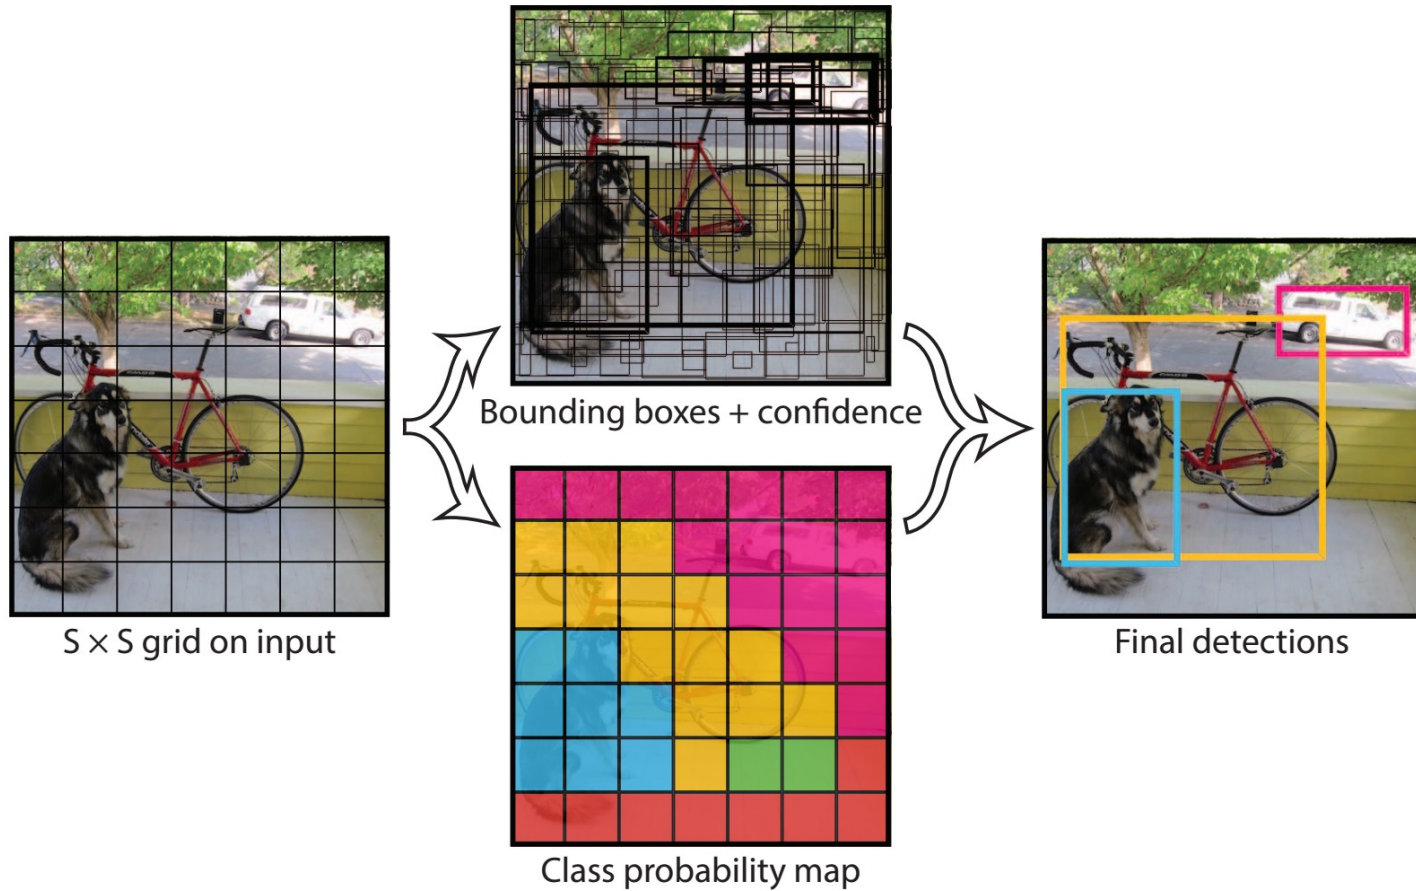 S × S grid on input
Bounding boxes + confidence
Class probability map
Final detections